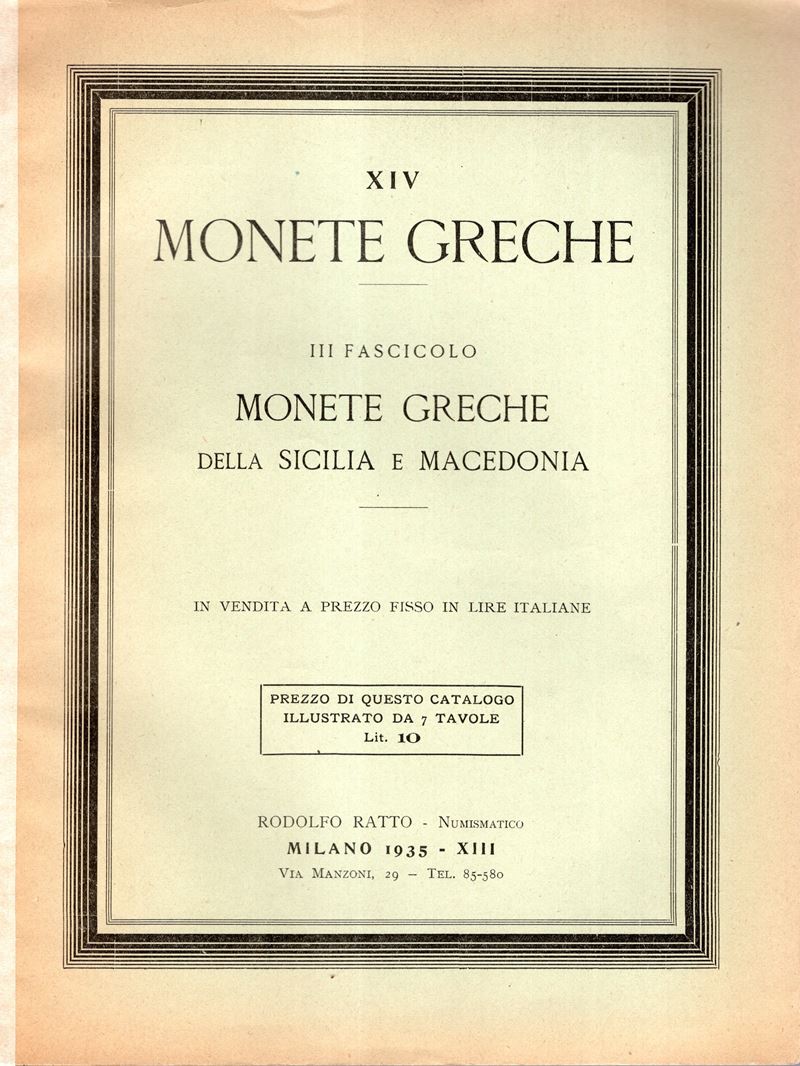 XIV
MONETE GRECHE
III FASCICOLO
MONETE GRECHE
DELLA SICILIA E MACEDONIA
IN VENDITA A PREZZO FISSO IN LIRE ITALIANE
PREZZO DI QUESTO CATALOGO
ILLUSTRATO DA 7 TAVOLE
Lit. 10
RODOLFO RATTO - NUMISMATICO
MILANO 1935 - XIII
VIA MANZONI, 29 — TEL. 85-580